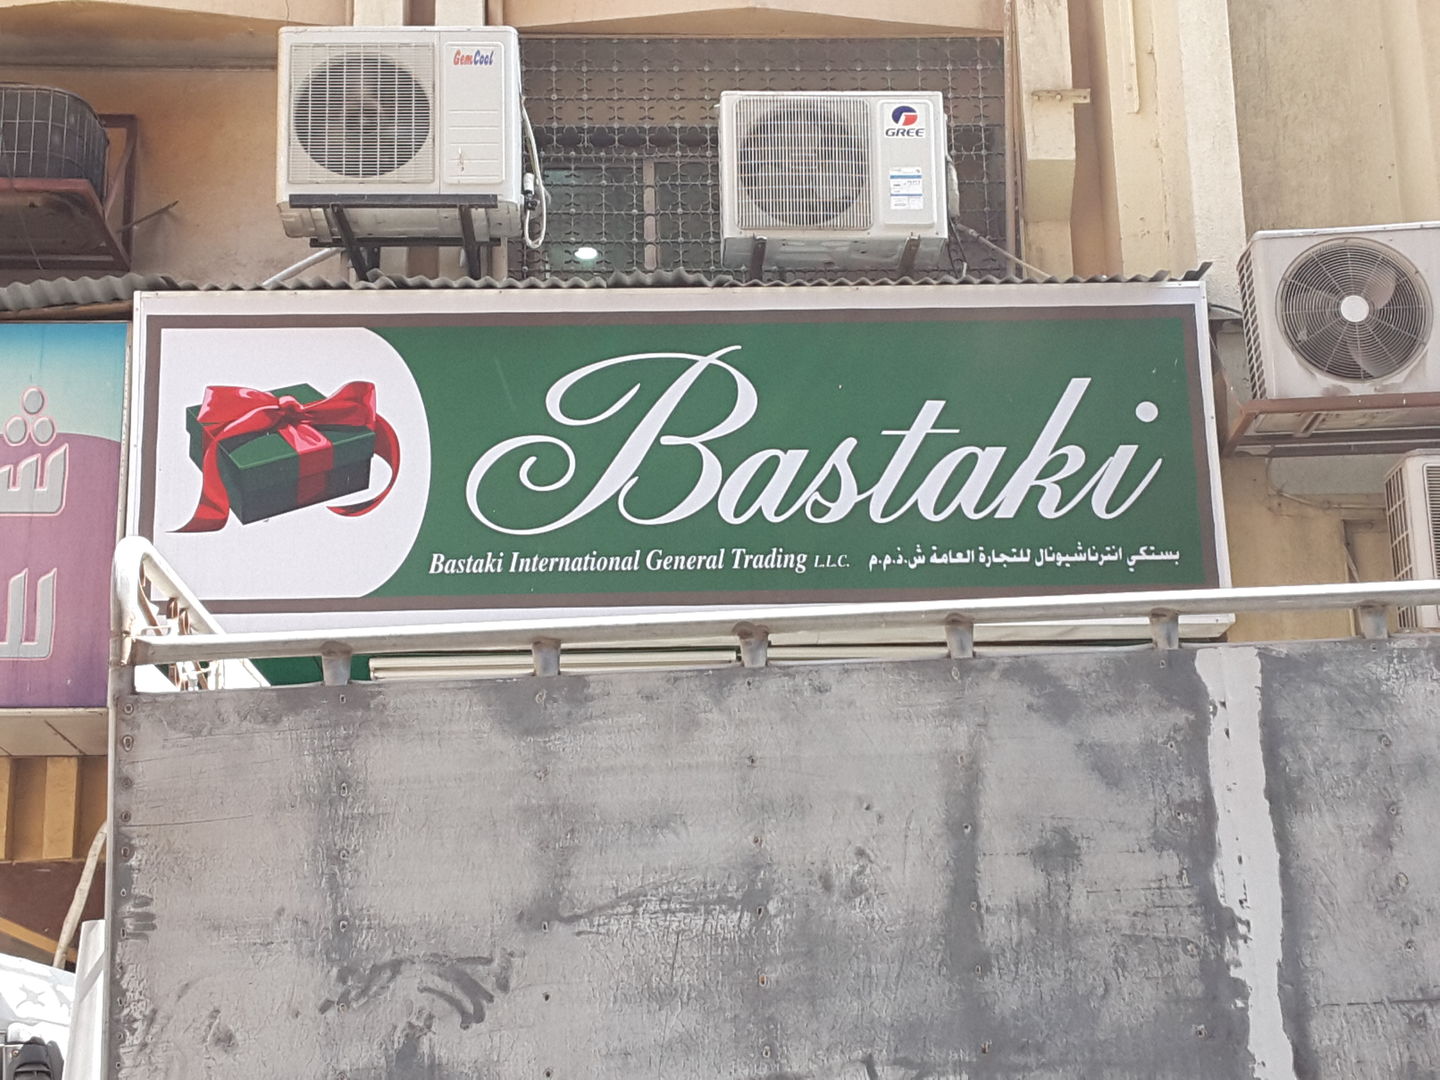 GemCool
GREE
Bastaki
Bastaki International General Trading L.L.C.
بستكي انترناشيونال للتجارة العامة ش.ذ.م.م